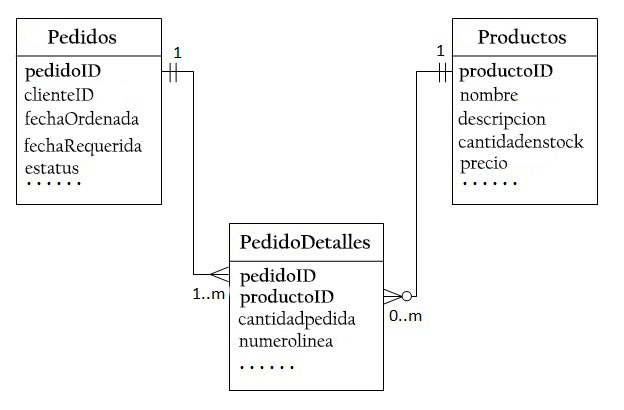 Pedidos
pedidoID
clienteID
fechaOrdenada
fechaRequerida
estatus
......
1
1
Productos
productoID
nombre
descripcion
cantidadenstock
precio
......
PedidoDetalles
pedidoID
productoID
cantidadpedida
numerolinea
......
1..m
0..m